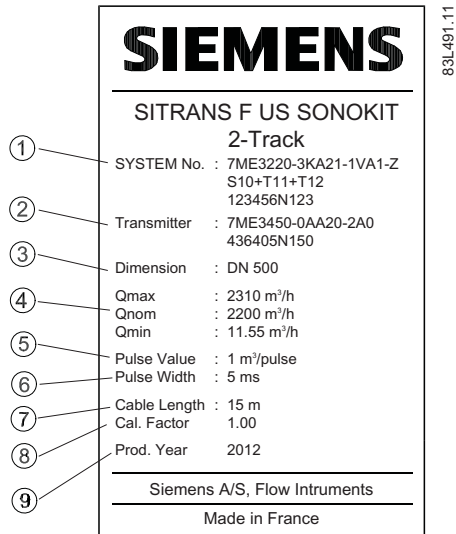 SIEMENS
SITRANS F US SONOKIT
2-Track
① SYSTEM No. : 7ME3220-3KA21-1VA1-Z
S10+T11+T12
123456N123
② Transmitter : 7ME3450-0AA20-2A0
436405N150
③ Dimension : DN 500
④ Qmax : 2310 m³/h
Qnom : 2200 m³/h
Qmin : 11.55 m³/h
⑤ Pulse Value : 1 m³/pulse
⑥ Pulse Width : 5 ms
⑦ Cable Length : 15 m
⑧ Cal. Factor 1.00
⑨ Prod. Year 2012
Siemens A/S, Flow Intruments
Made in France
83L491.11